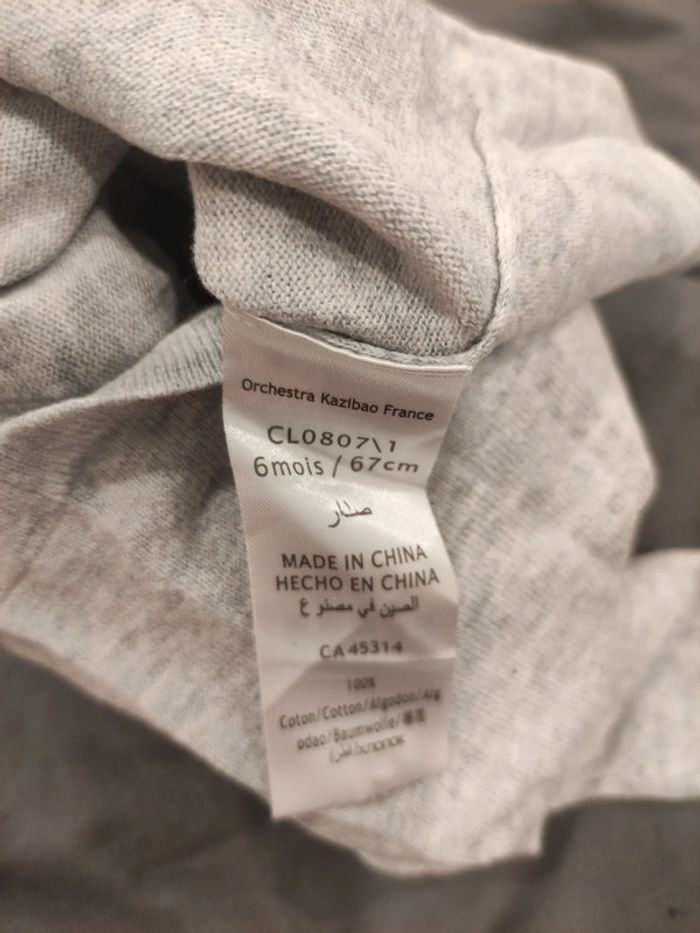 Orchestra Kazibao France
CL0807\1
6mois / 67cm
MADE IN CHINA
HECHO EN CHINA
الصين في مصنوع
CA45314
100%
Coton/Cotton/Algodon/Alg
odao/Baumwolle/